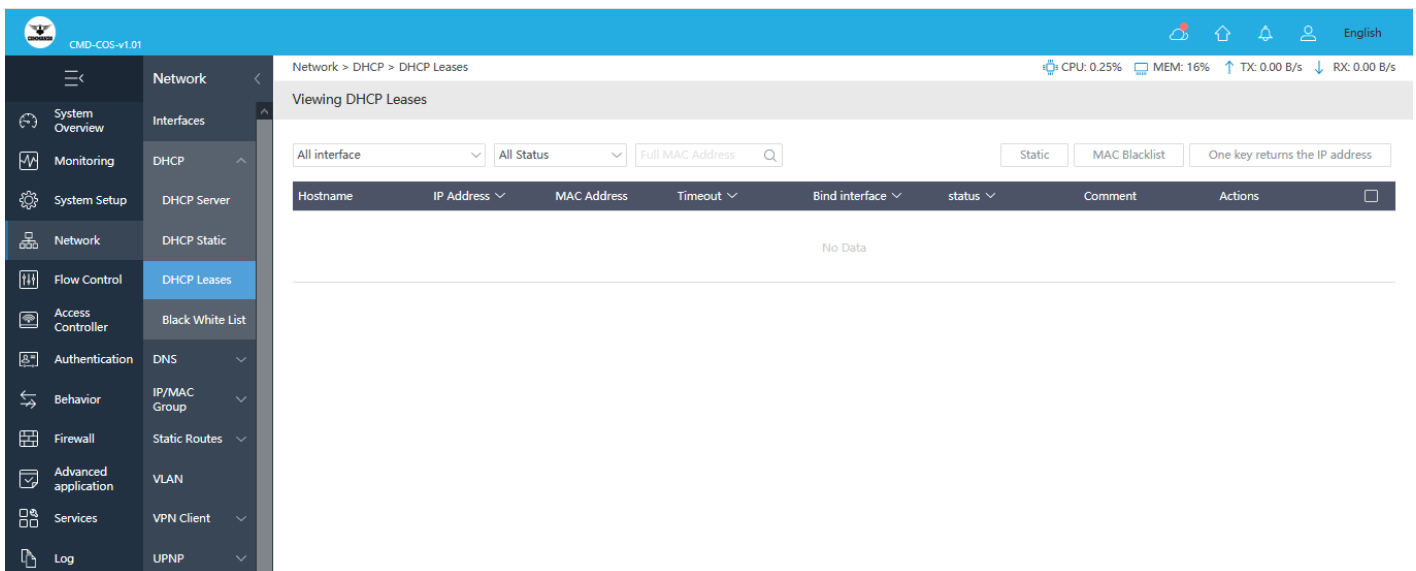 CMD-COS-v1.01
English
Network
Network > DHCP > DHCP Leases
CPU: 0.25%
MEM: 16%
TX: 0.00 B/s
RX: 0.00 B/s
Viewing DHCP Leases
System
Overview
Monitoring
System Setup
Network
Flow Control
Access
Controller
Authentication
Behavior
Firewall
Advanced
application
Services
Log
Interfaces
DHCP
DHCP Server
DHCP Static
DHCP Leases
Black White List
DNS
IP/MAC
Group
Static Routes
VLAN
VPN Client
UPNP
All interface
All Status
Full MAC Address
Static
MAC Blacklist
One key returns the IP address
Hostname IP Address MAC Address Timeout Bind interface status Comment Actions
No Data